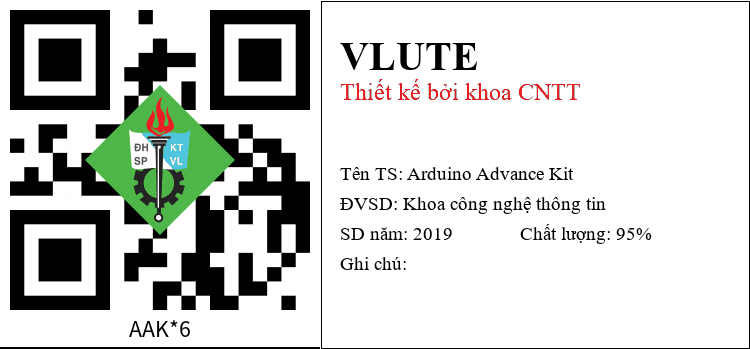 ĐH KT
SP VL
AAK*6
VLUTE
Thiết kế bởi khoa CNTT
Tên TS: Arduino Advance Kit
ĐVSD: Khoa công nghệ thông tin
SD năm: 2019 Chất lượng: 95%
Ghi chú: